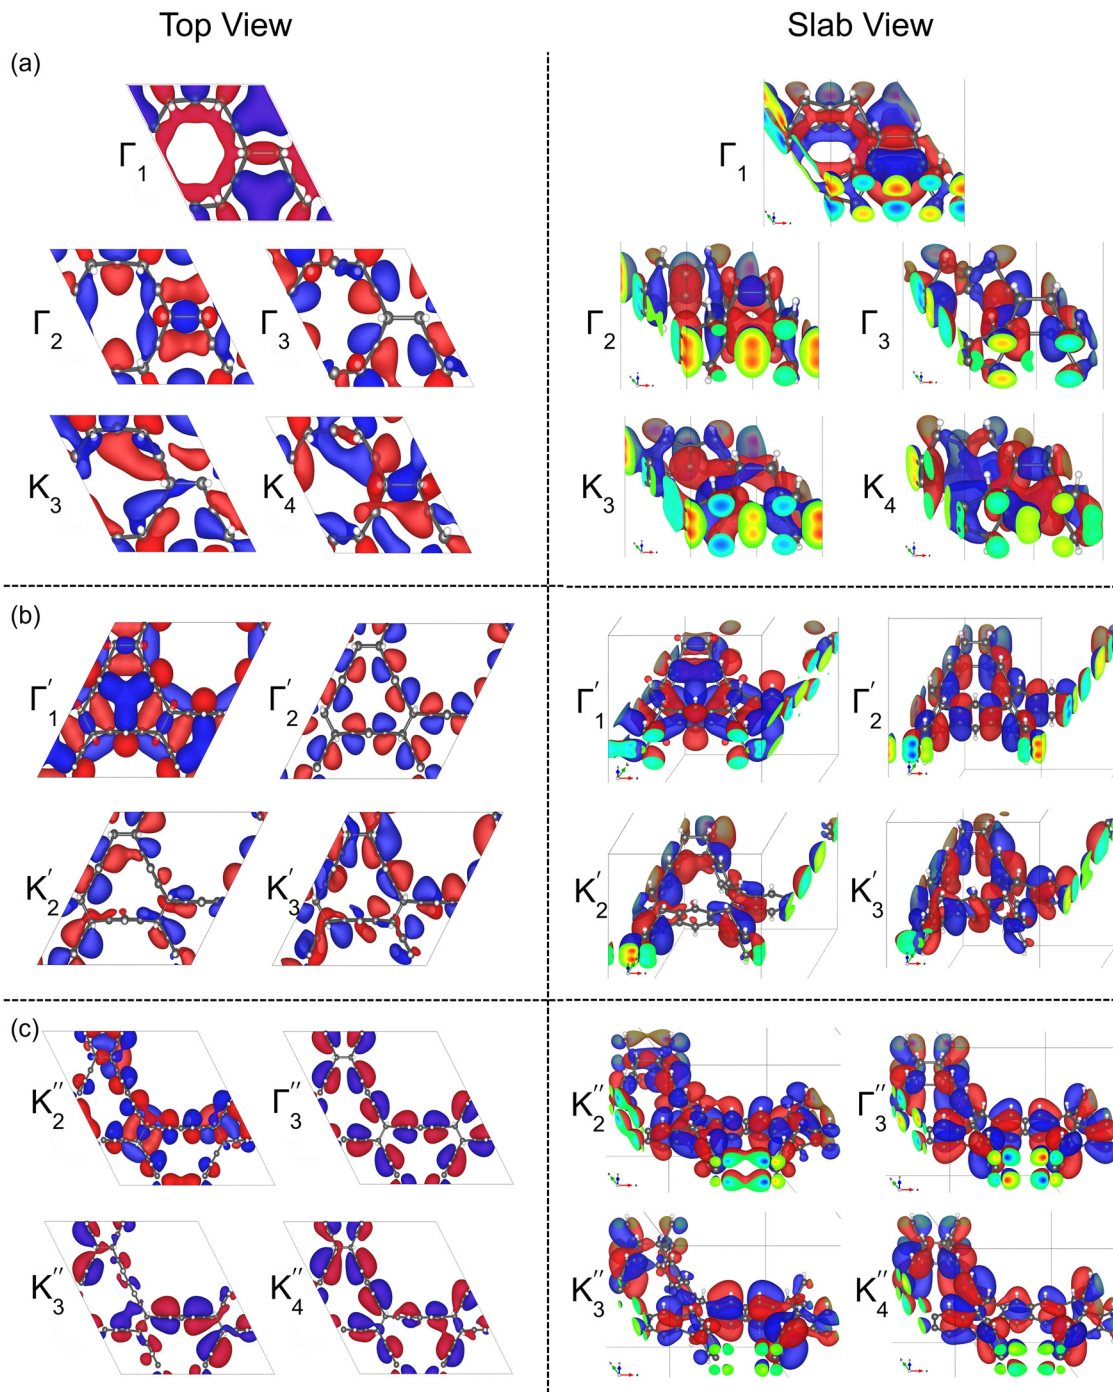 Top View Slab View
(a)
Γ1 Γ1
Γ2 Γ3 Γ2 Γ3
K3 K4 K3 K4
(b)
Γ′1 Γ′2 Γ′1 Γ′2
K′2 K′3 K′2 K′3
(c)
K″2 Γ″3 K″2 Γ″3
K″3 K″4 K″3 K″4